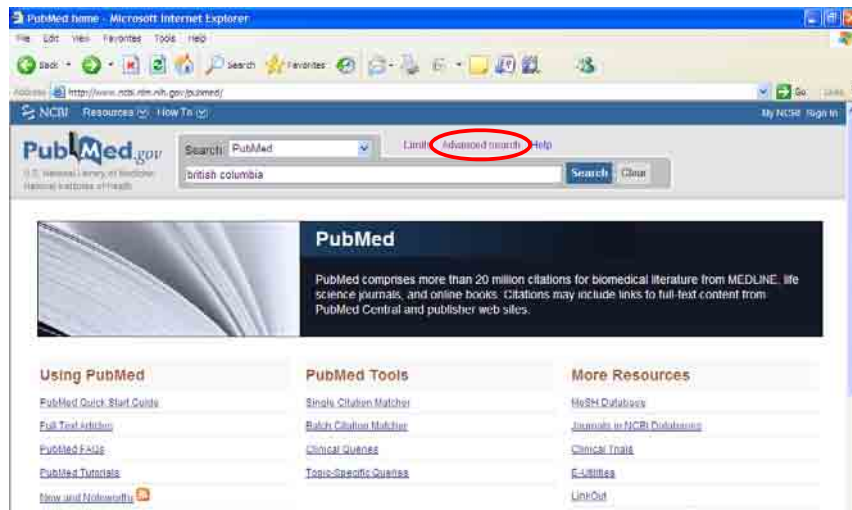 PubMed home - Microsoft Internet Explorer
File Edit View Favorites Tools Help
Back Search Favorites
Address http://www.ncbi.nlm.nih.gov/pubmed/ Go Links
NCBI Resources How To My NCBI Sign In
PubMed.gov Search PubMed Limits Advanced search Help
U.S. National Library of Medicine
National Institutes of Health
british columbia Search Clear
PubMed
PubMed comprises more than 20 million citations for biomedical literature from MEDLINE, life
science journals, and online books. Citations may include links to full-text content from
PubMed Central and publisher web sites.
Using PubMed PubMed Tools More Resources
PubMed Quick Start Guide Single Citation Matcher MeSH Database
Full Text Articles Batch Citation Matcher Journals in NCBI Databases
PubMed FAQs Clinical Queries Clinical Trials
PubMed Tutorials Topic-Specific Queries E-Utilities
New and Noteworthy LinkOut